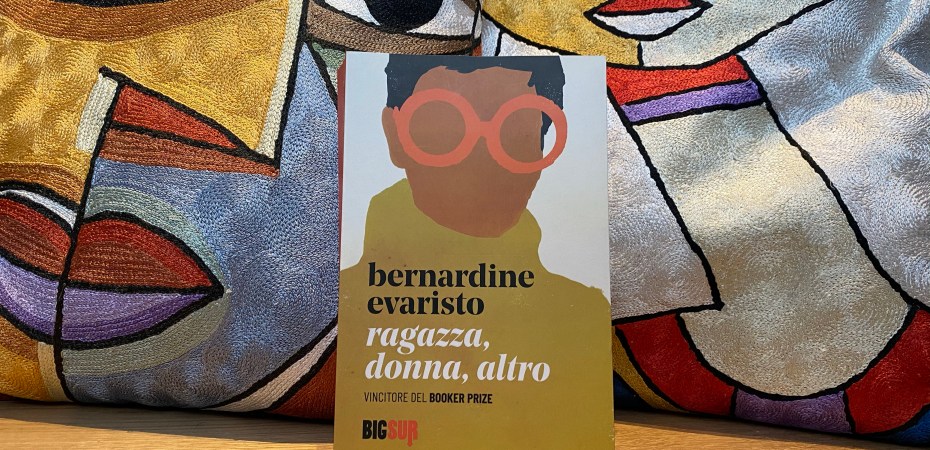 bernardine
evaristo
ragazza,
donna, altro
VINCITORE DEL BOOKER PRIZE
BIGSUR